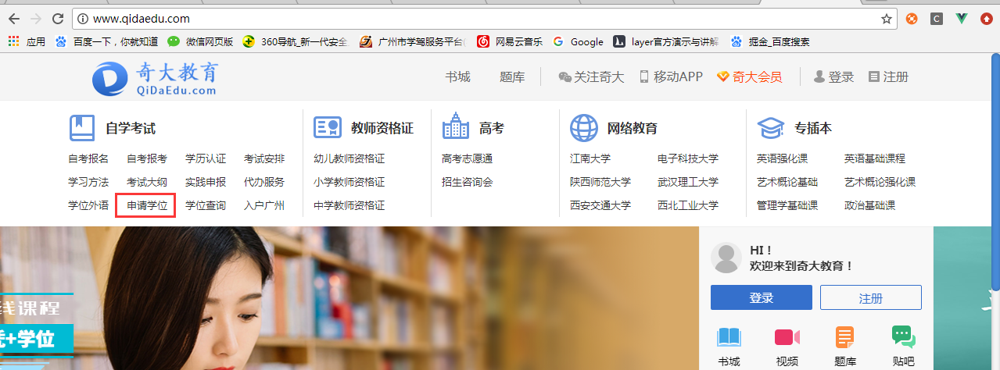 www.qidaedu.com
应用 百度一下，你就知道 微信网页版 360导航_新一代安全 广州市学驾服务平台( 网易云音乐 Google layer官方演示与讲解 掘金_百度搜索
奇大教育
QiDaEdu.com
书城 题库 关注奇大 移动APP 奇大会员 登录 注册
自学考试 教师资格证 高考 网络教育 专插本
自考报名 自考报考 学历认证 考试安排 幼儿教师资格证 高考志愿通 江南大学 电子科技大学 英语强化课 英语基础课程
学习方法 考试大纲 实践申报 代办服务 小学教师资格证 招生咨询会 陕西师范大学 武汉理工大学 艺术概论基础 艺术概论强化课
学位外语 申请学位 学位查询 入户广州 中学教师资格证 西安交通大学 西北工业大学 管理学基础课 政治基础课
HI！
欢迎来到奇大教育！
登录 注册
线课程
+学位
书城 视频 题库 贴吧